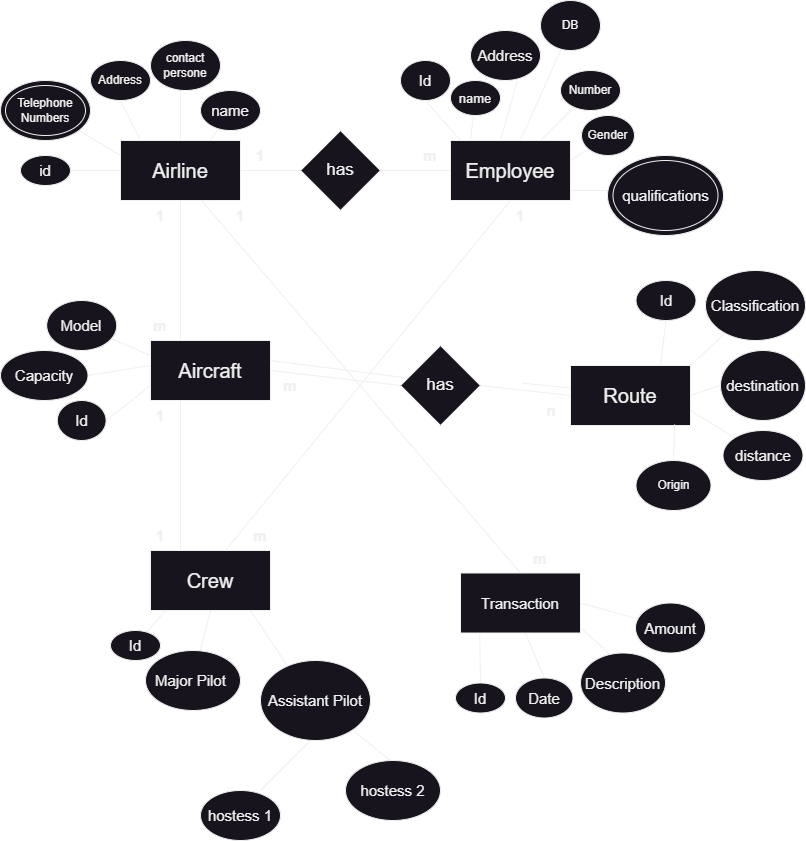 DB
contact
persone
Address
Id
Address
Telephone
Numbers
name
name
Number
Gender
id
Airline
1
has
m
Employee
qualifications
1
1
1
Id
Classification
Model
m
Capacity
Aircraft
m
has
destination
Route
n
Id
1
distance
Origin
1
m
m
Crew
Transaction
Id
Amount
Major Pilot
Assistant Pilot
Id
Date
Description
hostess 1
hostess 2